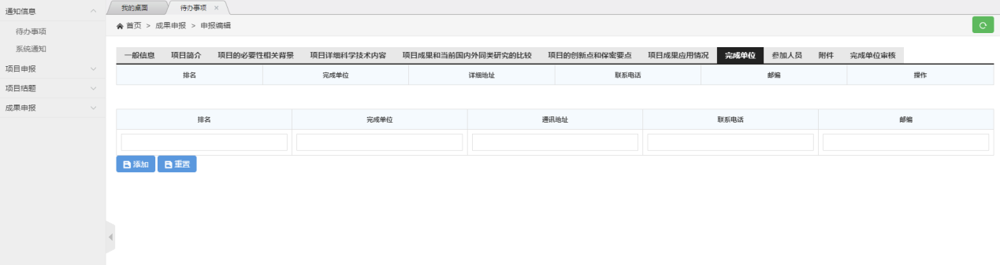 通知信息
待办事项
系统通知
项目申报
项目结题
成果申报
我的桌面 待办事项 ×
首页 > 成果申报 > 申报编辑
一般信息 项目简介 项目的必要性相关背景 项目详细科学技术内容 项目成果和当前国内外同类研究的比较 项目的创新点和保密要点 项目成果应用情况 完成单位 参加人员 附件 完成单位审核
排名 完成单位 详细地址 联系电话 邮编 操作
排名 完成单位 通讯地址 联系电话 邮编
添加 重置